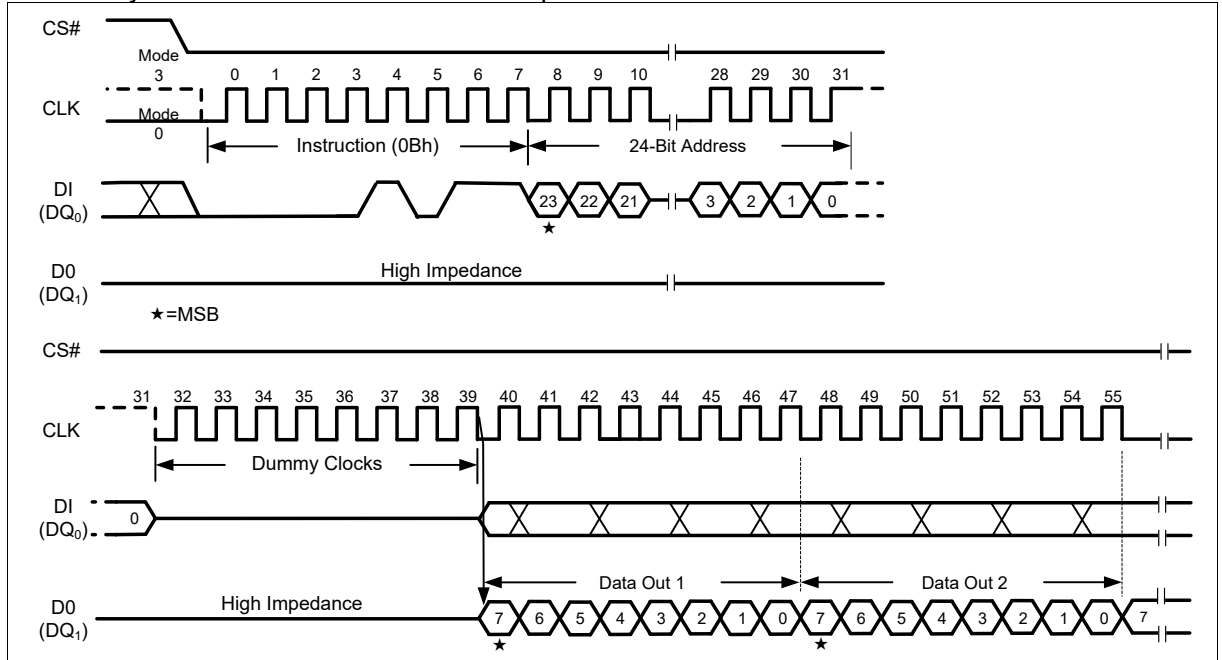 CS#
Mode
3
0 1 2 3 4 5 6 7 8 9 10 28 29 30 31
CLK
Mode
0
Instruction (0Bh) 24-Bit Address
DI
(DQ0)
23 22 21 3 2 1 0
★
D0
(DQ1)
High Impedance
★=MSB
CS#
31 32 33 34 35 36 37 38 39 40 41 42 43 44 45 46 47 48 49 50 51 52 53 54 55
CLK
Dummy Clocks
DI
(DQ0)
0
Data Out 1 Data Out 2
D0
(DQ1)
High Impedance
7 6 5 4 3 2 1 0 7 6 5 4 3 2 1 0 7
★ ★